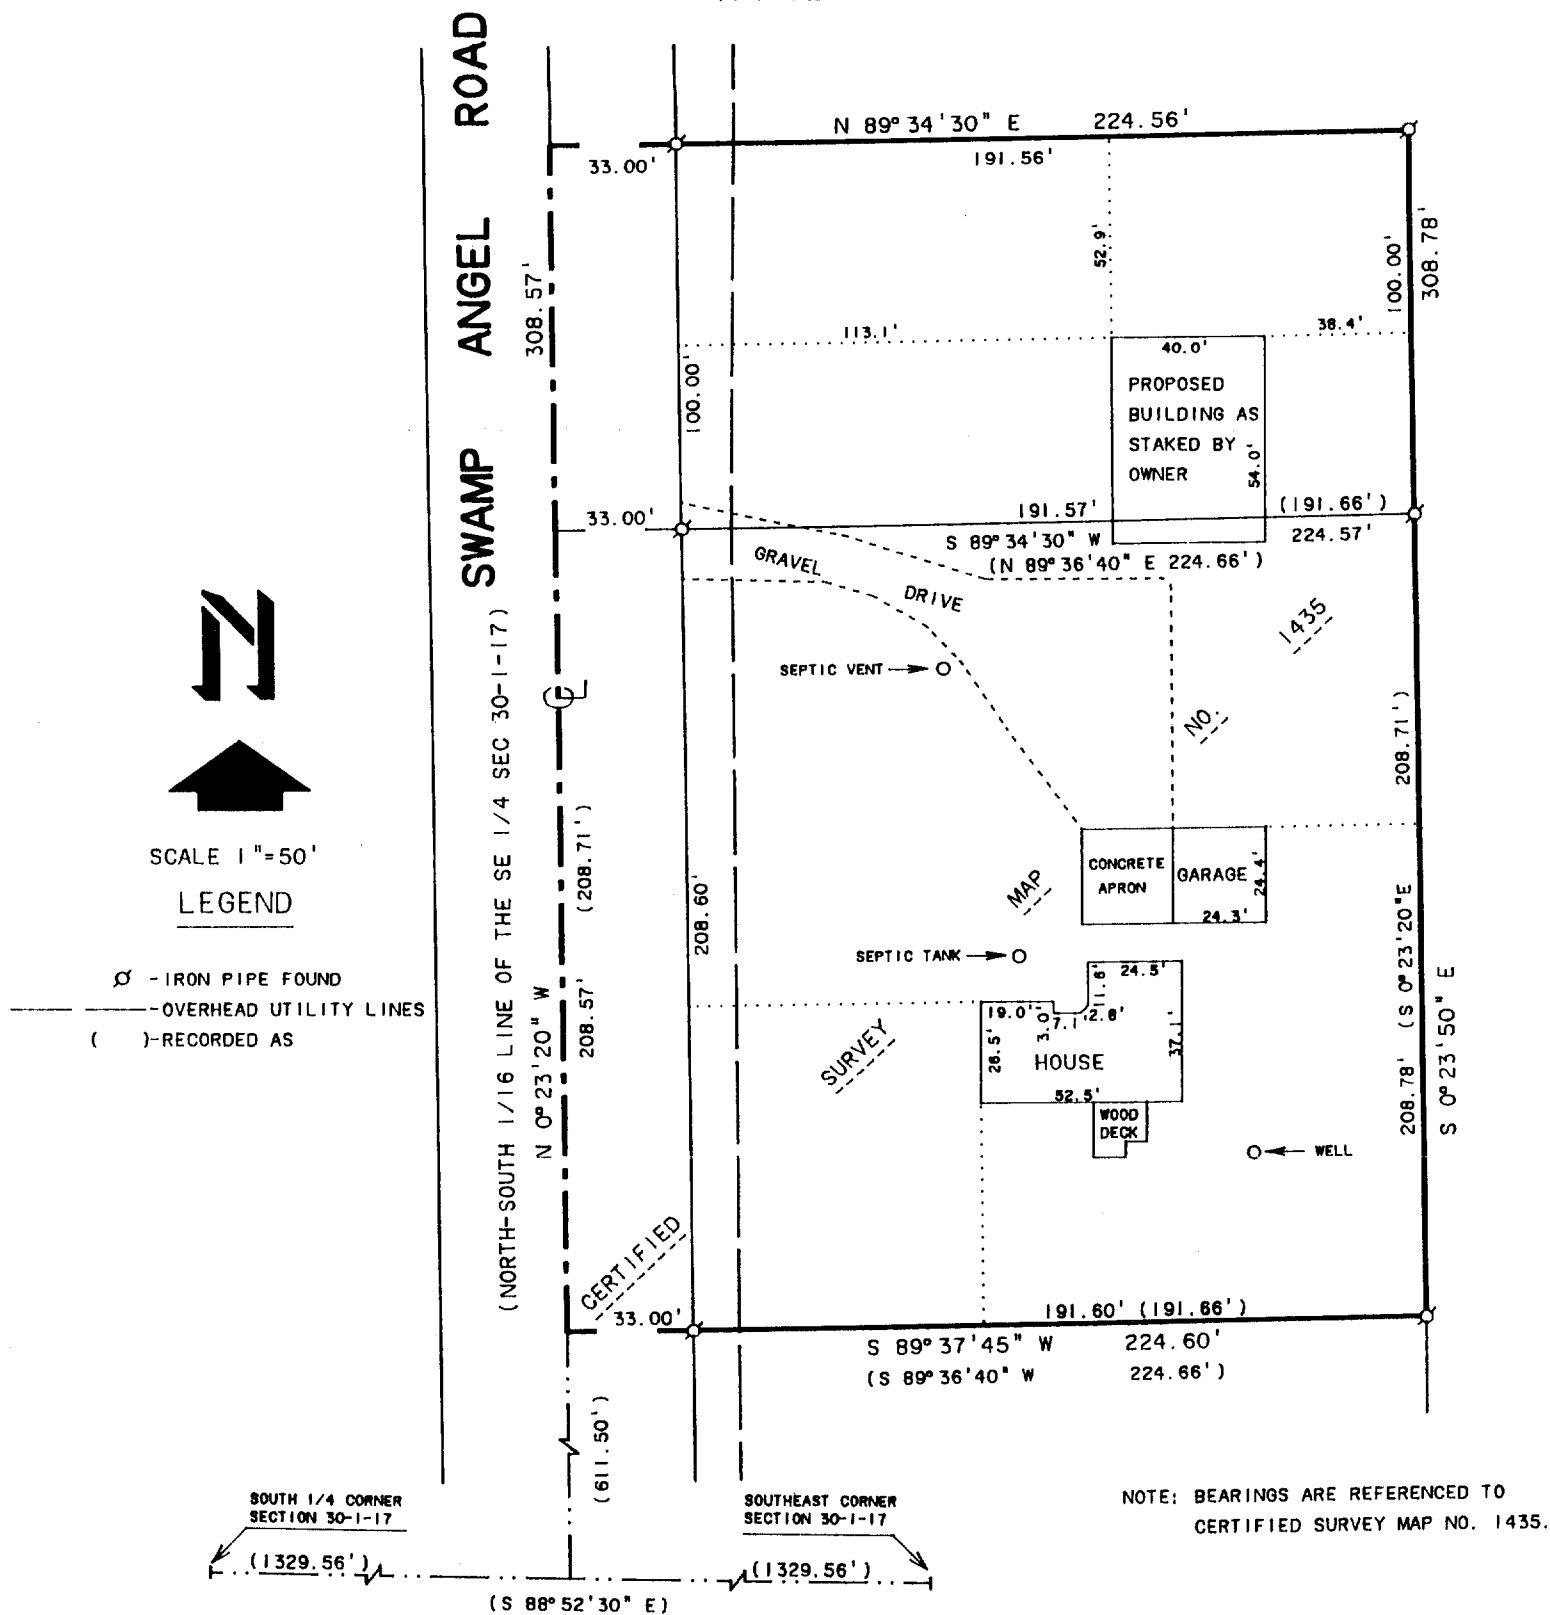 N 89° 34'30" E 224.56'
191.56'
33.00'
SWAMP ANGEL ROAD
308.57'
52.9'
100.00'
308.78'
113.1'
38.4'
40.0'
100.00'
PROPOSED
BUILDING AS
STAKED BY
OWNER
54.0'
33.00'
191.57'
(191.66')
S 89° 34'30" W
224.57'
(N 89° 36'40" E 224.66')
GRAVEL
DRIVE
1435
SEPTIC VENT
NO.
N
SCALE 1"=50'
LEGEND
Ø - IRON PIPE FOUND
—— ——-OVERHEAD UTILITY LINES
( )-RECORDED AS
(NORTH-SOUTH 1/16 LINE OF THE SE 1/4 SEC 30-1-17)
CL
(208.71')
208.57'
N 0° 23'20" W
208.60'
208.71')
208.78' (S 0° 23'20"E
S 0° 23'50" E
CONCRETE
APRON
GARAGE
24.4'
24.3'
MAP
SEPTIC TANK
24.5'
11.6'
19.0'
3.0'
7.1'
2.6'
26.5'
37.1'
HOUSE
52.5'
SURVEY
WOOD
DECK
WELL
CERTIFIED
33.00'
191.60' (191.66')
S 89° 37'45" W 224.60'
(S 89° 36'40" W 224.66')
(611.50')
SOUTH 1/4 CORNER
SECTION 30-1-17
SOUTHEAST CORNER
SECTION 30-1-17
(1329.56')
(1329.56')
(S 88° 52'30" E)
NOTE: BEARINGS ARE REFERENCED TO
CERTIFIED SURVEY MAP NO. 1435.